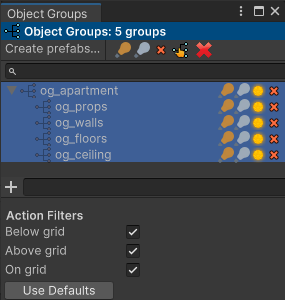 Object Groups
Object Groups: 5 groups
Create prefabs...
og_apartment
og_props
og_walls
og_floors
og_ceiling
Action Filters
Below grid
Above grid
On grid
Use Defaults